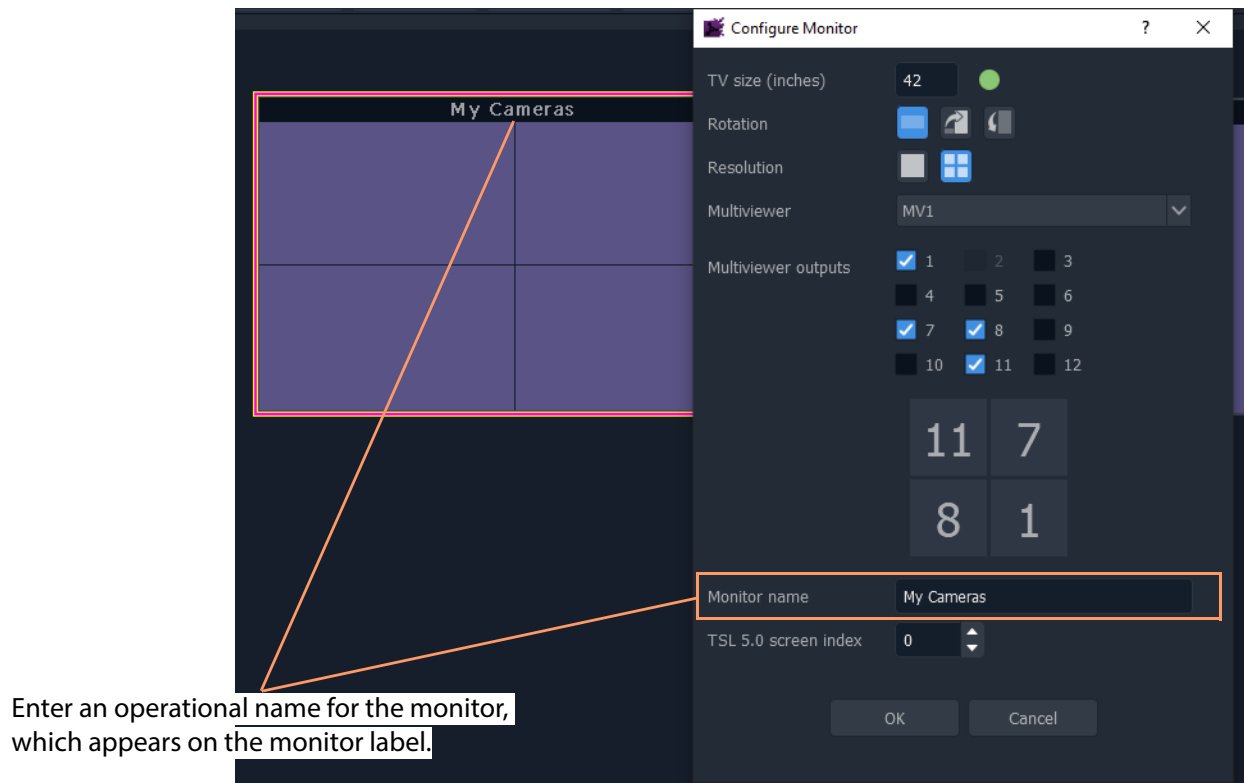 My Cameras
Configure Monitor ?
TV size (inches) 42
Rotation
Resolution
Multiviewer MV1
Multiviewer outputs 1 2 3
4 5 6
7 8 9
10 11 12
11 7
8 1
Monitor name My Cameras
TSL 5.0 screen index 0
OK Cancel
Enter an operational name for the monitor,
which appears on the monitor label.